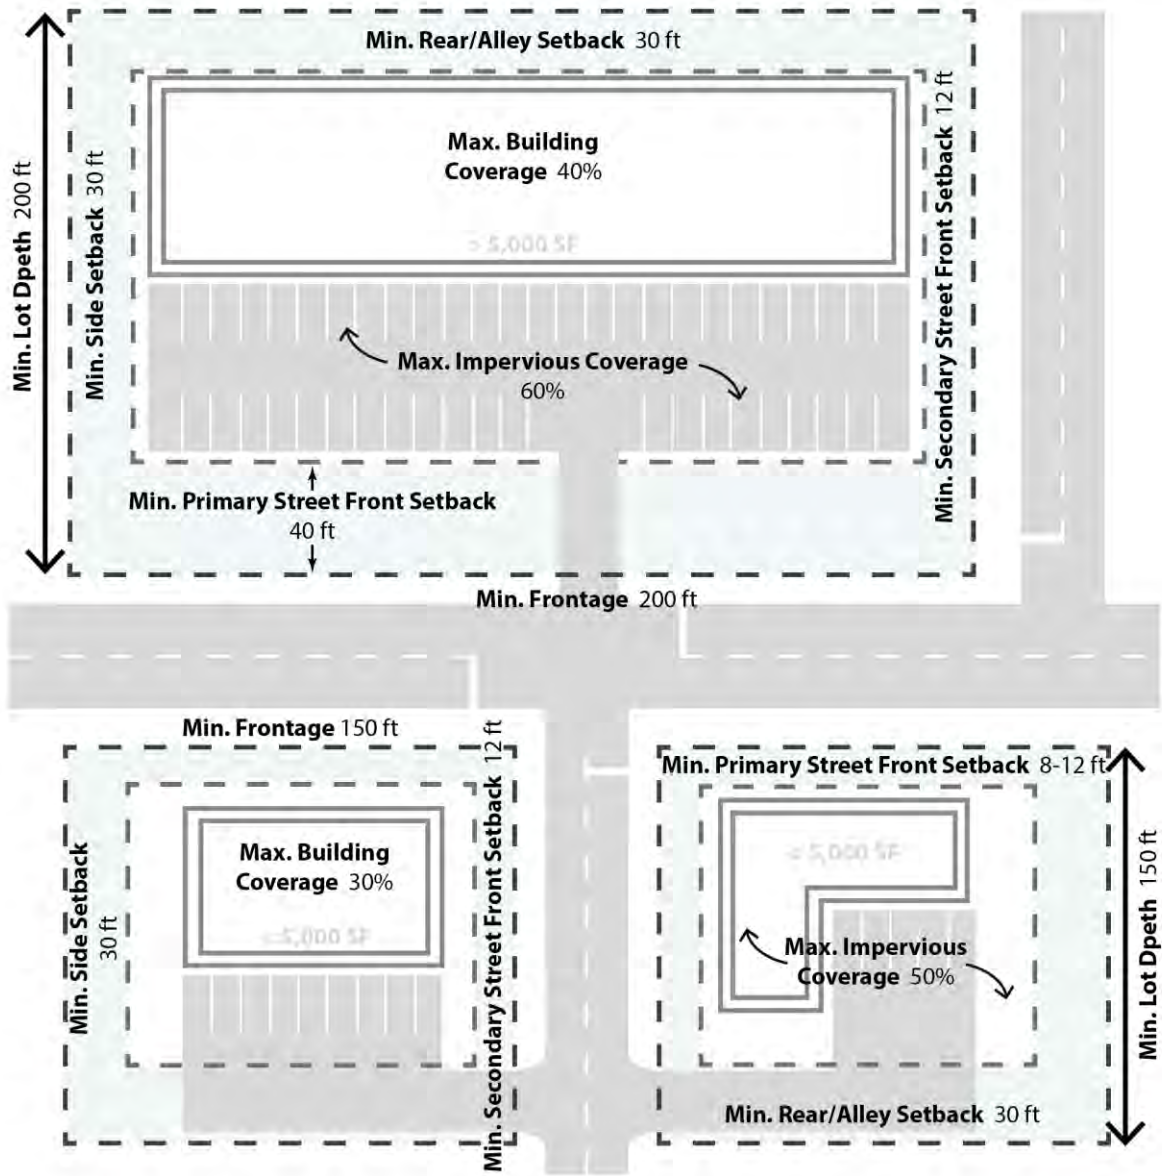 Min. Rear/Alley Setback 30 ft
Min. Lot Dpeth 200 ft
Min. Side Setback 30 ft
Max. Building
Coverage 40%
Min. Secondary Street Front Setback 12 ft
Max. Impervious Coverage
60%
Min. Primary Street Front Setback
40 ft
Min. Frontage 200 ft
Min. Frontage 150 ft
Min. Side Setback
30 ft
Max. Building
Coverage 30%
Min. Secondary Street Front Setback 12 ft
Min. Primary Street Front Setback 8-12 ft
Max. Impervious
Coverage 50%
Min. Lot Dpeth 150 ft
Min. Rear/Alley Setback 30 ft